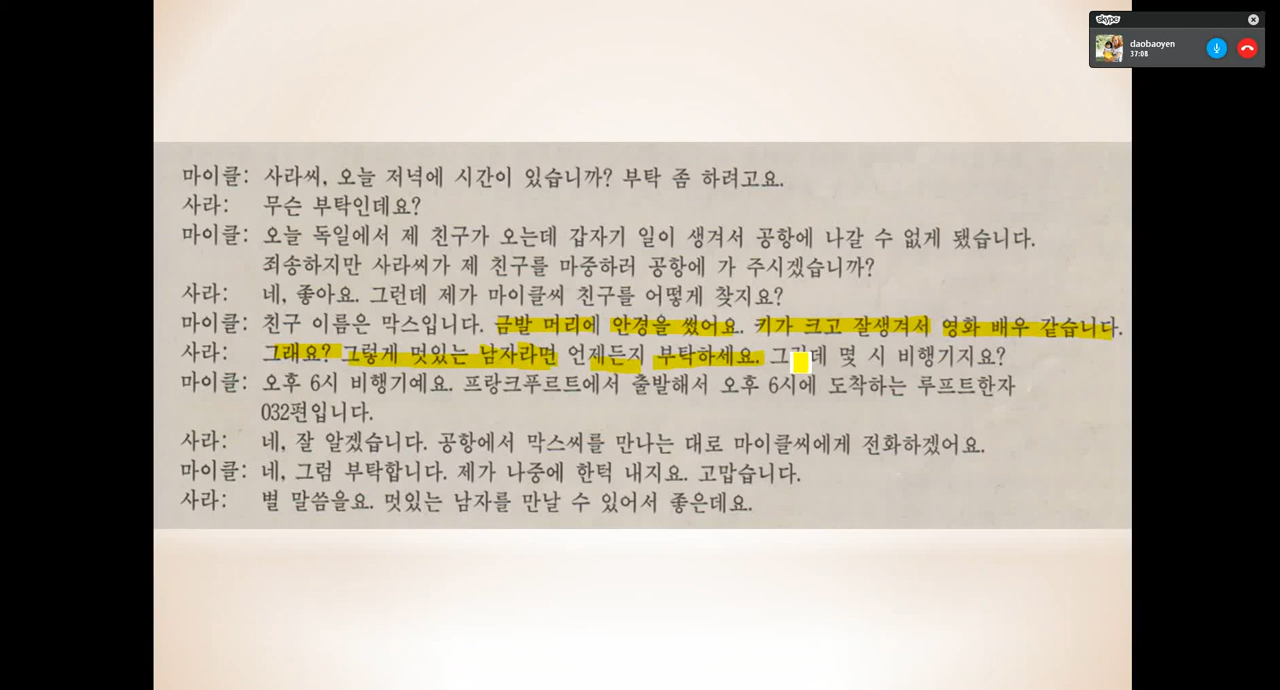 skype
daobaoyen
37:08
마이클: 사라씨, 오늘 저녁에 시간이 있습니까? 부탁 좀 하려고요.
사라: 무슨 부탁인데요?
마이클: 오늘 독일에서 제 친구가 오는데 갑자기 일이 생겨서 공항에 나갈 수 없게 됐습니다.
죄송하지만 사라씨가 제 친구를 마중하러 공항에 가 주시겠습니까?
사라: 네, 좋아요. 그런데 제가 마이클씨 친구를 어떻게 찾지요?
마이클: 친구 이름은 막스입니다. 금발 머리에 안경을 썼어요. 키가 크고 잘생겨서 영화 배우 같습니다.
사라: 그래요? 그렇게 멋있는 남자라면 언제든지 부탁하세요. 몇 시 비행기지요?
마이클: 오후 6시 비행기예요. 프랑크푸르트에서 출발해서 오후 6시에 도착하는 루프트한자
032편입니다.
사라: 네, 잘 알겠습니다. 공항에서 막스씨를 만나는 대로 마이클씨에게 전화하겠어요.
마이클: 네, 그럼 부탁합니다. 제가 나중에 한턱 내지요. 고맙습니다.
사라: 별 말씀을요. 멋있는 남자를 만날 수 있어서 좋은데요.